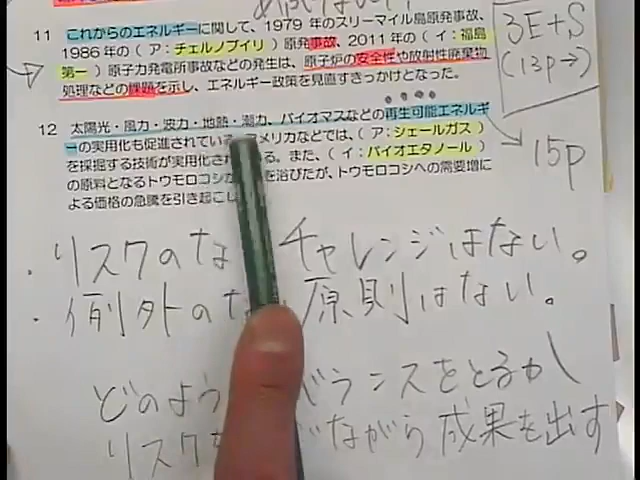 11 これからのエネルギーに関して、1979 年のスリーマイル島原発事故、
1986 年の（ア：チェルノブイリ）原発事故、2011 年の（イ：福島
第一）原子力発電所事故などの発生は、原子炉の安全性や放射性廃棄物
処理などの課題を示し、エネルギー政策を見直すきっかけとなった。
3E+S
(13p→)
12 太陽光・風力・波力・地熱・潮力、バイオマスなどの再生可能エネルギ
ーの実用化も促進されている メリカなどでは、（ア：シェールガス）
を採掘する技術が実用化さ る。また、（イ：バイオエタノール）
の原料となるトウモロコシ を浴びたが、トウモロコシへの需要増に
よる価格の急騰を引き起こし
15p
・リスクのな チャレンジはない。
・例外のな 原則はない。
どのよう バランスをとるか
リスク ながら成果を出す